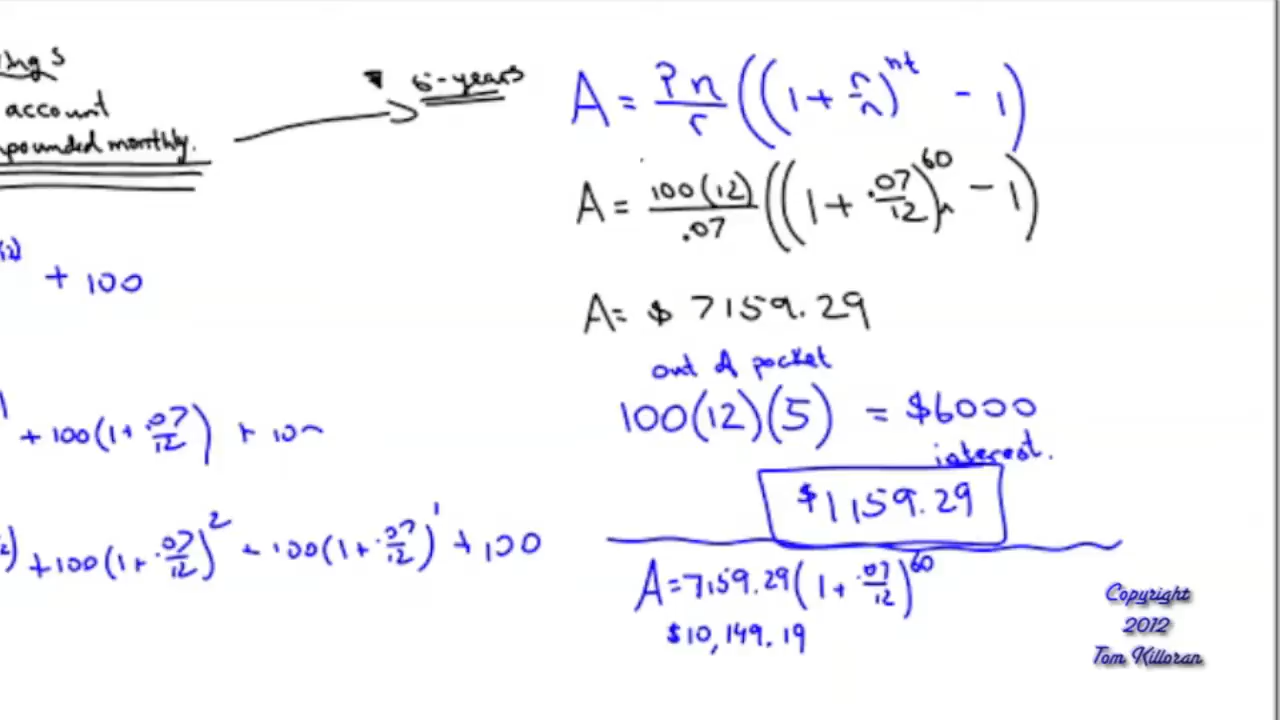 ings
account
mpounded monthly.
5-years
+ 100
+100(1+ .07/12) + 100
+100(1+ .07/12)^2 + 100(1+ .07/12)^1 + 100
A = Pn/r ((1 + r/n)^nt - 1)
A = 100(12)/.07 ((1 + .07/12)^60 - 1)
A = $ 7159.29
out of pocket
100(12)(5) = $6000
interest.
$1159.29
A=7159.29(1+ .07/12)^60
$10,149.19
Copyright
2012
Tom Killoran